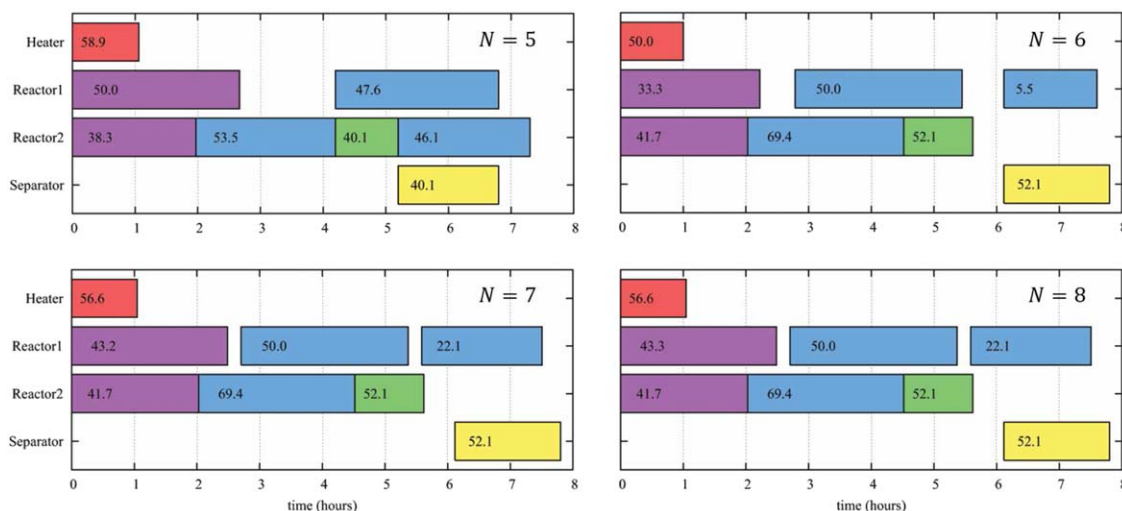 Heater
58.9
N = 5
Reactor1
50.0
47.6
Reactor2
38.3
53.5
40.1
46.1
Separator
40.1
0 1 2 3 4 5 6 7 8
50.0
N = 6
33.3
50.0
5.5
41.7
69.4
52.1
52.1
0 1 2 3 4 5 6 7 8
Heater
56.6
N = 7
Reactor1
43.2
50.0
22.1
Reactor2
41.7
69.4
52.1
Separator
52.1
0 1 2 3 4 5 6 7 8
time (hours)
56.6
N = 8
43.3
50.0
22.1
41.7
69.4
52.1
52.1
0 1 2 3 4 5 6 7 8
time (hours)